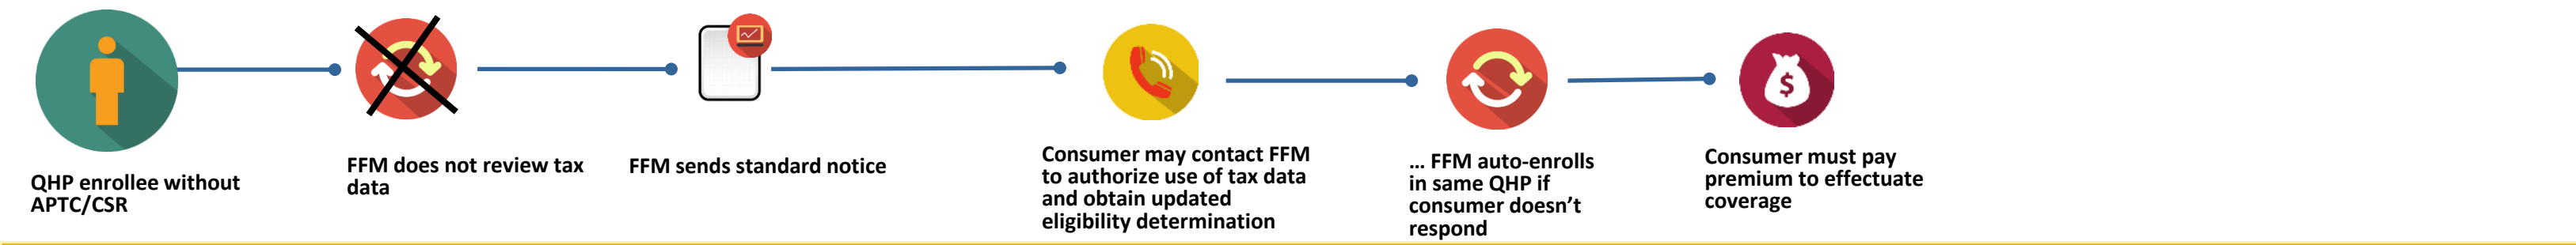 $
QHP enrollee without
APTC/CSR
FFM does not review tax
data
FFM sends standard notice
Consumer may contact FFM
to authorize use of tax data
and obtain updated
eligibility determination
… FFM auto-enrolls
in same QHP if
consumer doesn’t
respond
Consumer must pay
premium to effectuate
coverage